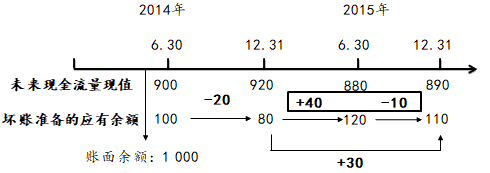 2014年 2015年
6.30 12.31 6.30 12.31
未来现金流量现值 900 920 880 890
-20 +40 -10
坏账准备的应有余额 100 80 120 110
账面余额：1 000
+30